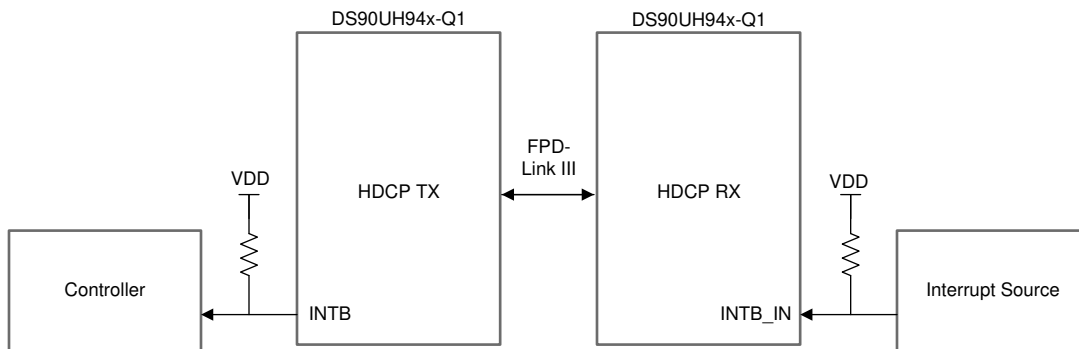 DS90UH94x-Q1
DS90UH94x-Q1
FPD-
Link III
VDD
HDCP TX
HDCP RX
VDD
Controller
INTB
INTB_IN
Interrupt Source